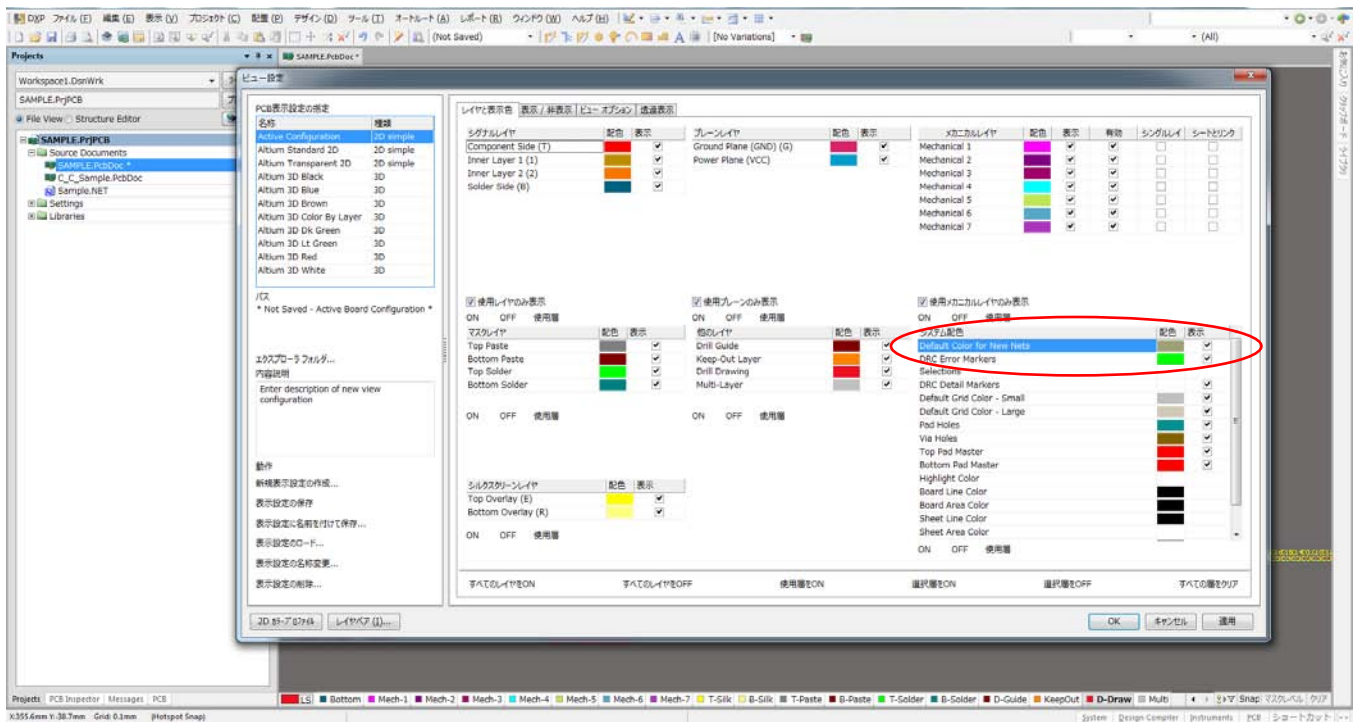 DXP ファイル (F) 編集 (E) 表示 (V) プロジェクト (C) 配置 (P) デザイン (D) ツール (T) オートルート (A) レポート (R) ウィンドウ (W) ヘルプ (H)
(Not Saved) [No Variations] (All)
Projects
SAMPLE.PcbDoc *
Workspace1.DsnWrk
SAMPLE.PrjPCB
File View Structure Editor
SAMPLE.PrjPCB
Source Documents
SAMPLE.PcbDoc *
C_C_Sample.PcbDoc
Sample.NET
Settings
Libraries
ビュー設定
PCB表示設定の指定
名称 種類
Active Configuration 2D simple
Altium Standard 2D 2D simple
Altium Transparent 2D 2D simple
Altium 3D Black 3D
Altium 3D Blue 3D
Altium 3D Brown 3D
Altium 3D Color By Layer 3D
Altium 3D Dk Green 3D
Altium 3D Lt Green 3D
Altium 3D Red 3D
Altium 3D White 3D
パス
* Not Saved - Active Board Configuration *
エクスプローラ フォルダ...
内容説明
Enter description of new view
configuration
動作
新規表示設定の作成...
表示設定の保存
表示設定に名前を付けて保存...
表示設定のロード...
表示設定の名称変更...
表示設定の削除...
2D カラープロファイル レイヤペア (I)...
レイヤと表示色 表示 / 非表示 ビュー オプション 透過表示
シグナルレイヤ 配色 表示
Component Side (T)
Inner Layer 1 (1)
Inner Layer 2 (2)
Solder Side (B)
使用レイヤのみ表示
ON OFF 使用層
プレーンレイヤ 配色 表示
Ground Plane (GND) (G)
Power Plane (VCC)
使用プレーンのみ表示
ON OFF 使用層
メカニカルレイヤ 配色 表示 有効 シングルレイ シートとリンク
Mechanical 1
Mechanical 2
Mechanical 3
Mechanical 4
Mechanical 5
Mechanical 6
Mechanical 7
使用メカニカルレイヤのみ表示
ON OFF 使用層
マスクレイヤ 配色 表示
Top Paste
Bottom Paste
Top Solder
Bottom Solder
ON OFF 使用層
他のレイヤ 配色 表示
Drill Guide
Keep-Out Layer
Drill Drawing
Multi-Layer
ON OFF 使用層
システム配色 配色 表示
Default Color for New Nets
DRC Error Markers
Selections
DRC Detail Markers
Default Grid Color - Small
Default Grid Color - Large
Pad Holes
Via Holes
Top Pad Master
Bottom Pad Master
Highlight Color
Board Line Color
Board Area Color
Sheet Line Color
Sheet Area Color
ON OFF 使用層
シルクスクリーンレイヤ 配色 表示
Top Overlay (E)
Bottom Overlay (R)
ON OFF 使用層
すべてのレイヤをON すべてのレイヤをOFF 使用層をON 選択層をON 選択層をOFF すべての層をクリア
OK キャンセル 適用
Projects PCB Inspector Messages PCB
LS Bottom Mech-1 Mech-2 Mech-3 Mech-4 Mech-5 Mech-6 Mech-7 T-Silk B-Silk T-Paste B-Paste T-Solder B-Solder D-Guide KeepOut D-Draw Multi Snap マスクレベル クリア
X:355.6mm Y:-38.7mm Grid: 0.1mm (Hotspot Snap)
System Design Compiler Instruments PCB ショートカット